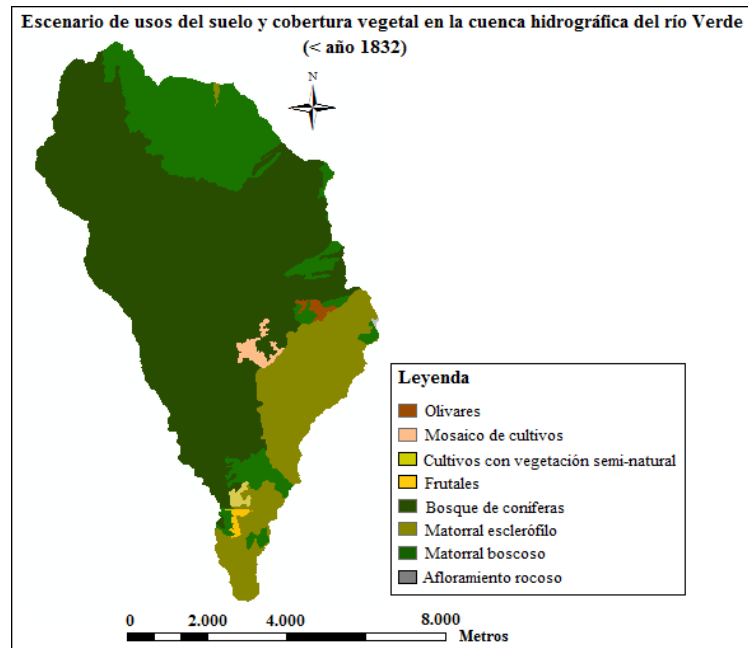 Escenario de usos del suelo y cobertura vegetal en la cuenca hidrográfica del río Verde
(< año 1832)
N
Leyenda
Olivares
Mosaico de cultivos
Cultivos con vegetación semi-natural
Frutales
Bosque de coníferas
Matorral esclerófilo
Matorral boscoso
Afloramiento rocoso
0 2.000 4.000 8.000
Metros